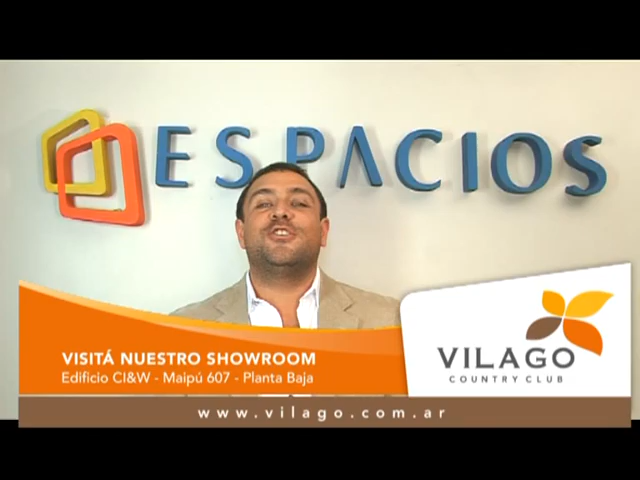 ESPACIOS
VISITÁ NUESTRO SHOWROOM
Edificio CI&W - Maipú 607 - Planta Baja
VILAGO
COUNTRY CLUB
www.vilago.com.ar